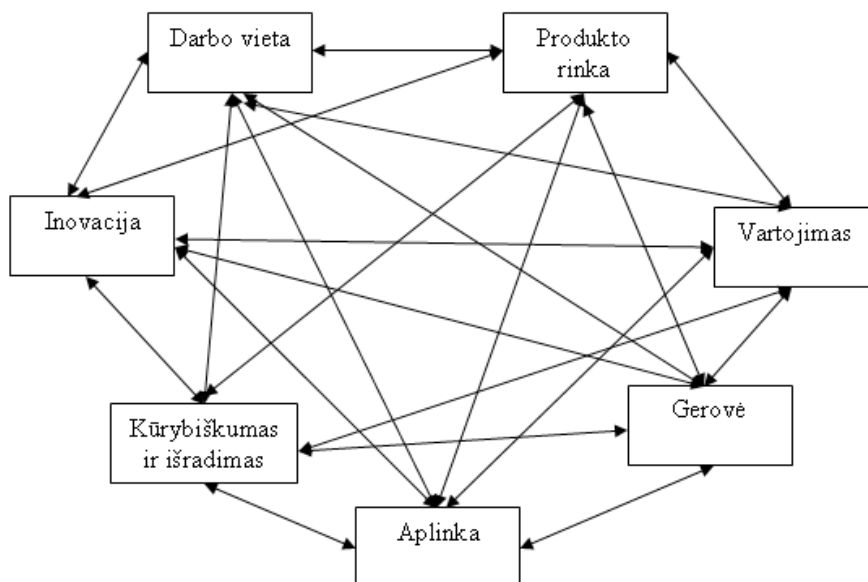 Darbo vieta
Produkto
rinka
Inovacija
Vartojimas
Kūrybiškumas
ir išradimas
Gerovė
Aplinka